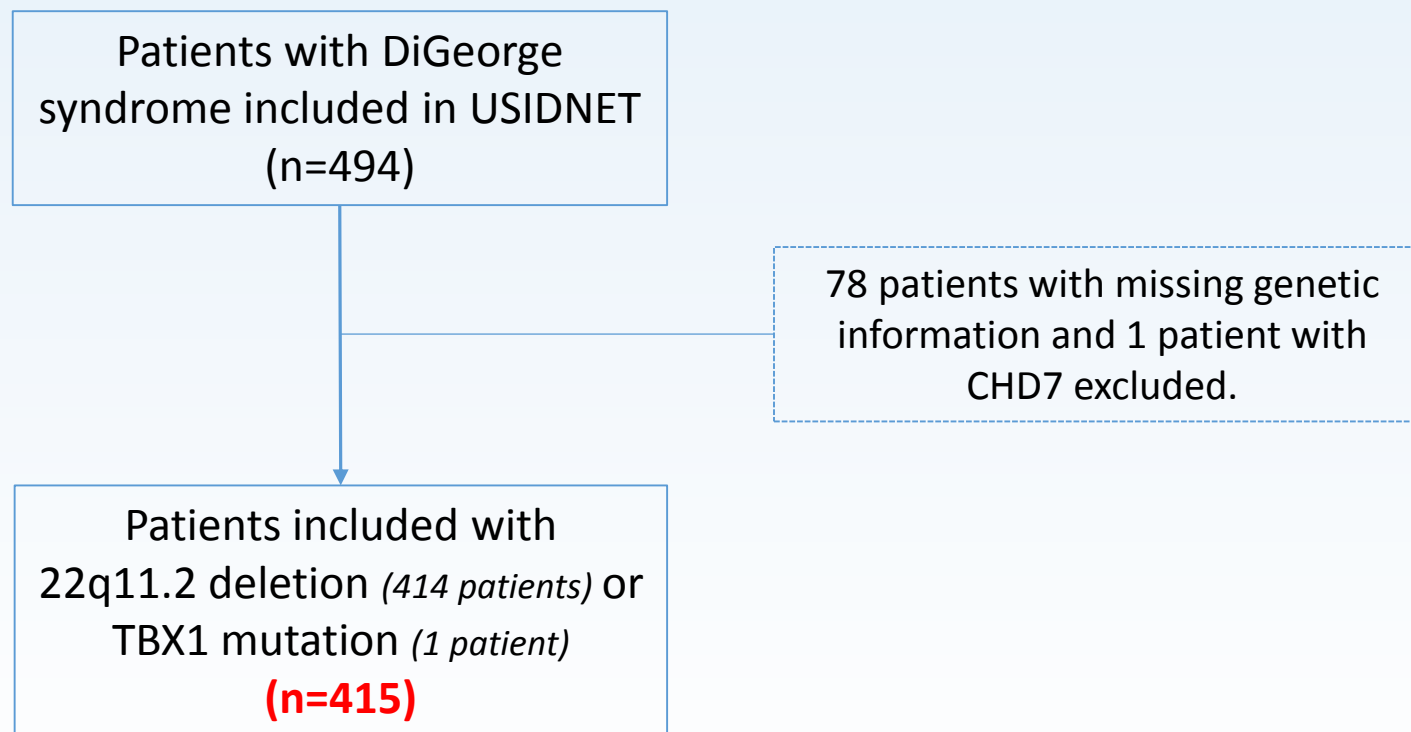 Patients with DiGeorge
syndrome included in USIDNET
(n=494)
78 patients with missing genetic
information and 1 patient with
CHD7 excluded.
Patients included with
22q11.2 deletion (414 patients) or
TBX1 mutation (1 patient)
(n=415)